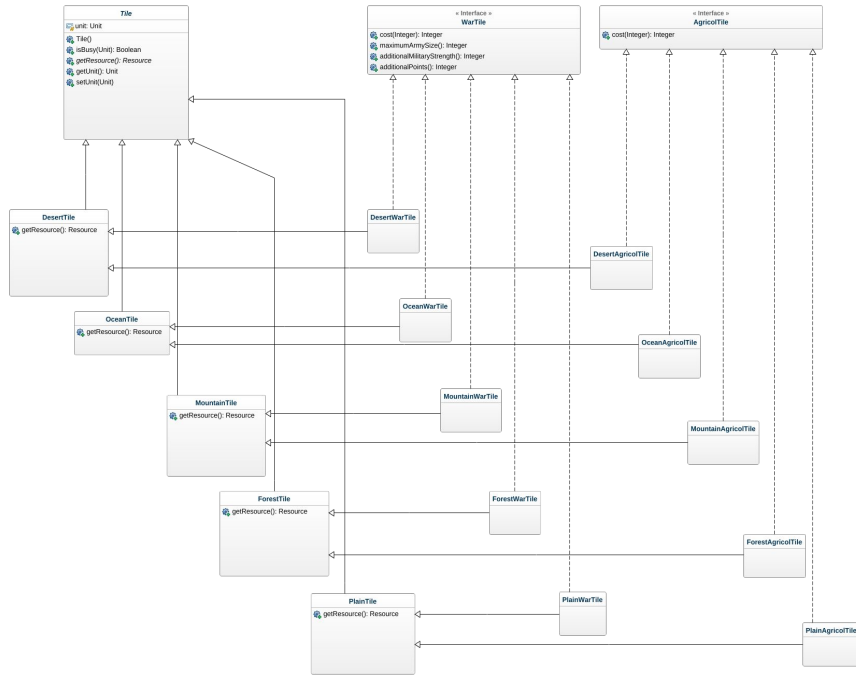 Tile
unit: Unit
Tile()
isBusy(Unit): Boolean
getResource(): Resource
getUnit(): Unit
setUnit(Unit)
« Interface »
WarTile
cost(Integer): Integer
maximumArmySize(): Integer
additionalMilitaryStrength(): Integer
additionalPoints(): Integer
« Interface »
AgricolTile
cost(Integer): Integer
DesertTile
getResource(): Resource
DesertWarTile
DesertAgricolTile
OceanTile
getResource(): Resource
OceanWarTile
OceanAgricolTile
MountainTile
getResource(): Resource
MountainWarTile
MountainAgricolTile
ForestTile
getResource(): Resource
ForestWarTile
ForestAgricolTile
PlainTile
getResource(): Resource
PlainWarTile
PlainAgricolTile